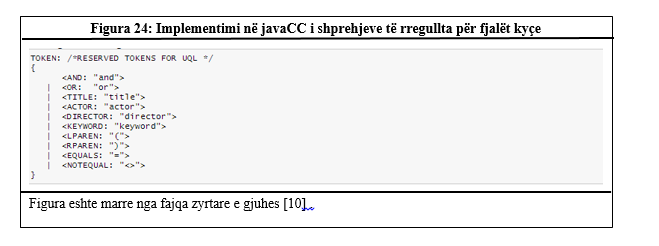 Figura 24: Implementimi në javaCC i shprehjeve të rregullta për fjalët kyçe
TOKEN: /*RESERVED TOKENS FOR UQL */
{
<AND: "and">
| <OR: "or">
| <TITLE: "title">
| <ACTOR: "actor">
| <DIRECTOR: "director">
| <KEYWORD: "keyword">
| <LPAREN: "(">
| <RPAREN: ")">
| <EQUALS: "=">
| <NOTEQUAL: "<>">
}
Figura eshte marre nga fajqa zyrtare e gjuhes [10]